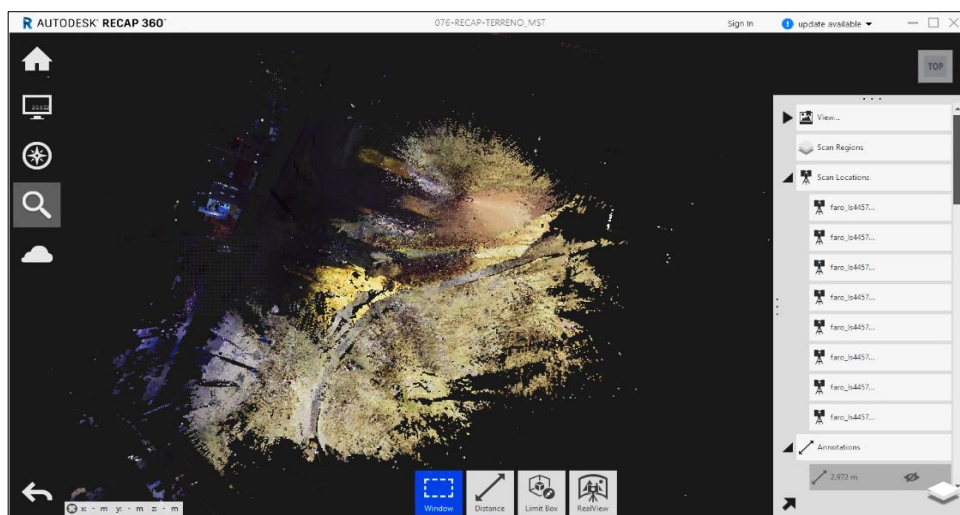 R AUTODESK RECAP 360°
076-RECAP-TERRENO_MST
Sign In
! update available
TOP
View...
Scan Regions
Scan Locations
faro_ls4457...
faro_ls4457...
faro_ls4457...
faro_ls4457...
faro_ls4457...
faro_ls4457...
faro_ls4457...
faro_ls4457...
Annotations
2.972 m
Window
Distance
Limit Box
RealView
x: - m y: - m z: - m